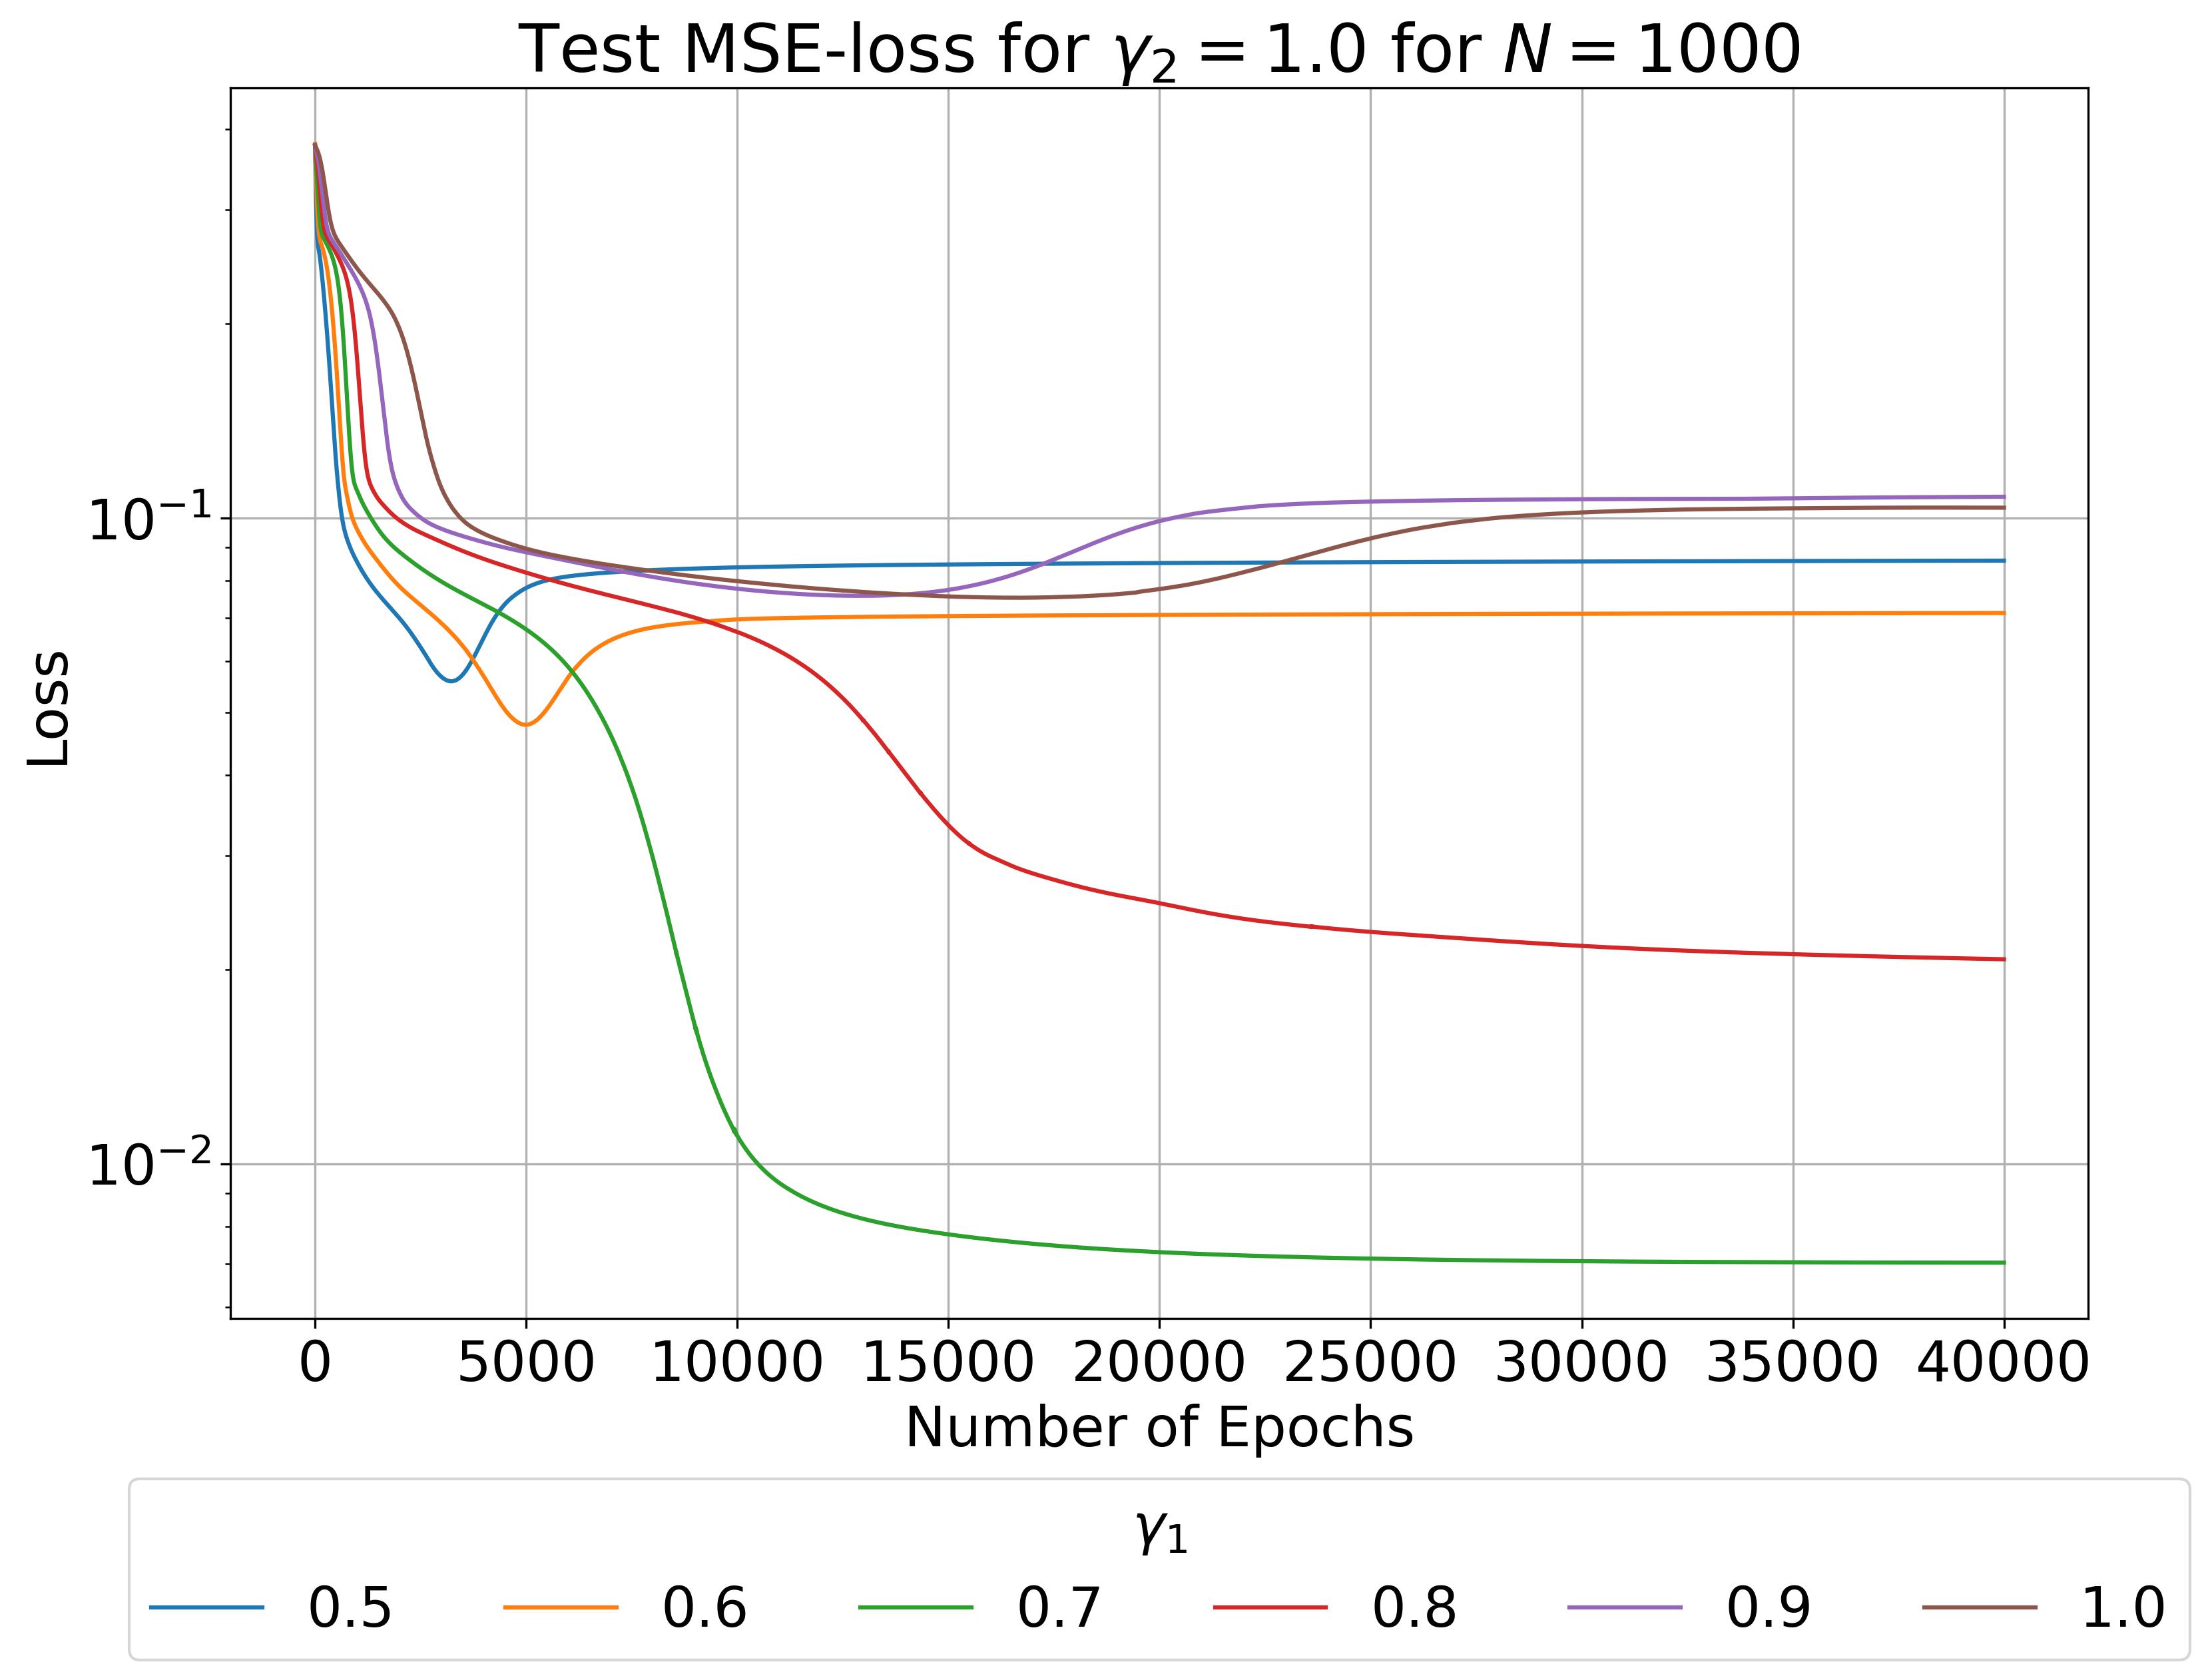 Test MSE-loss for γ₂ = 1.0 for N = 1000
Loss
10⁻¹
10⁻²
0 5000 10000 15000 20000 25000 30000 35000 40000
Number of Epochs
γ₁
0.5 0.6 0.7 0.8 0.9 1.0